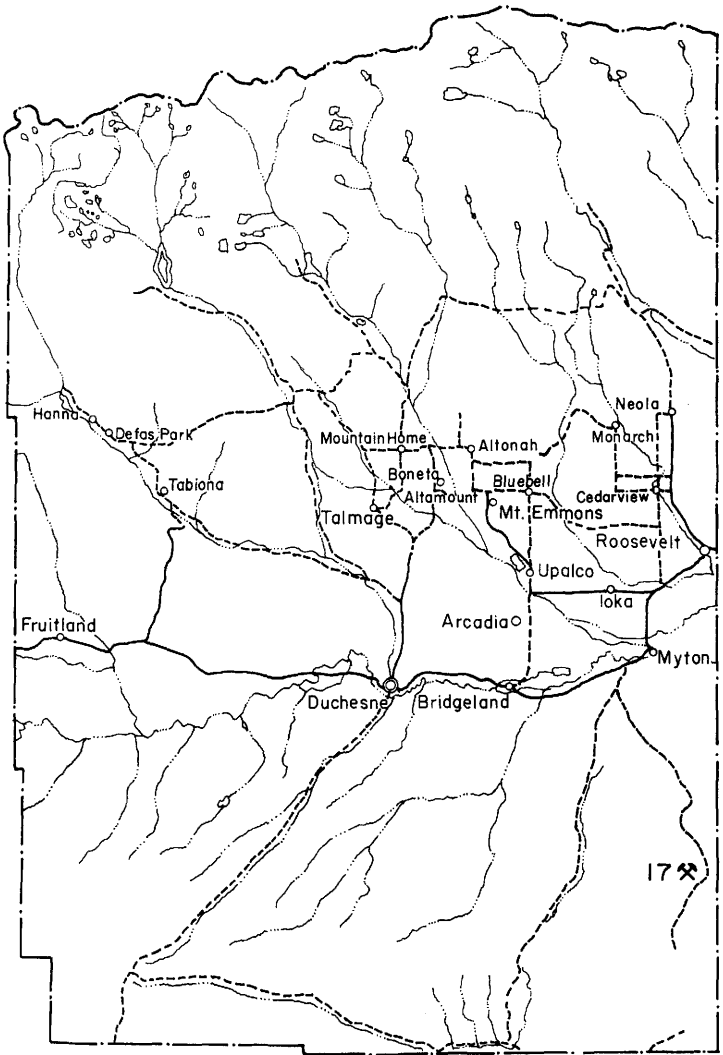 Neola
Hanna
Defas Park
Monarch
Mountain Home
Altonah
Boneta
Bluebell
Tabiona
Altamount
Cedarview
Talmage
Mt. Emmons
Roosevelt
Upalco
Ioka
Fruitland
Arcadia
Myton
Duchesne
Bridgeland
17